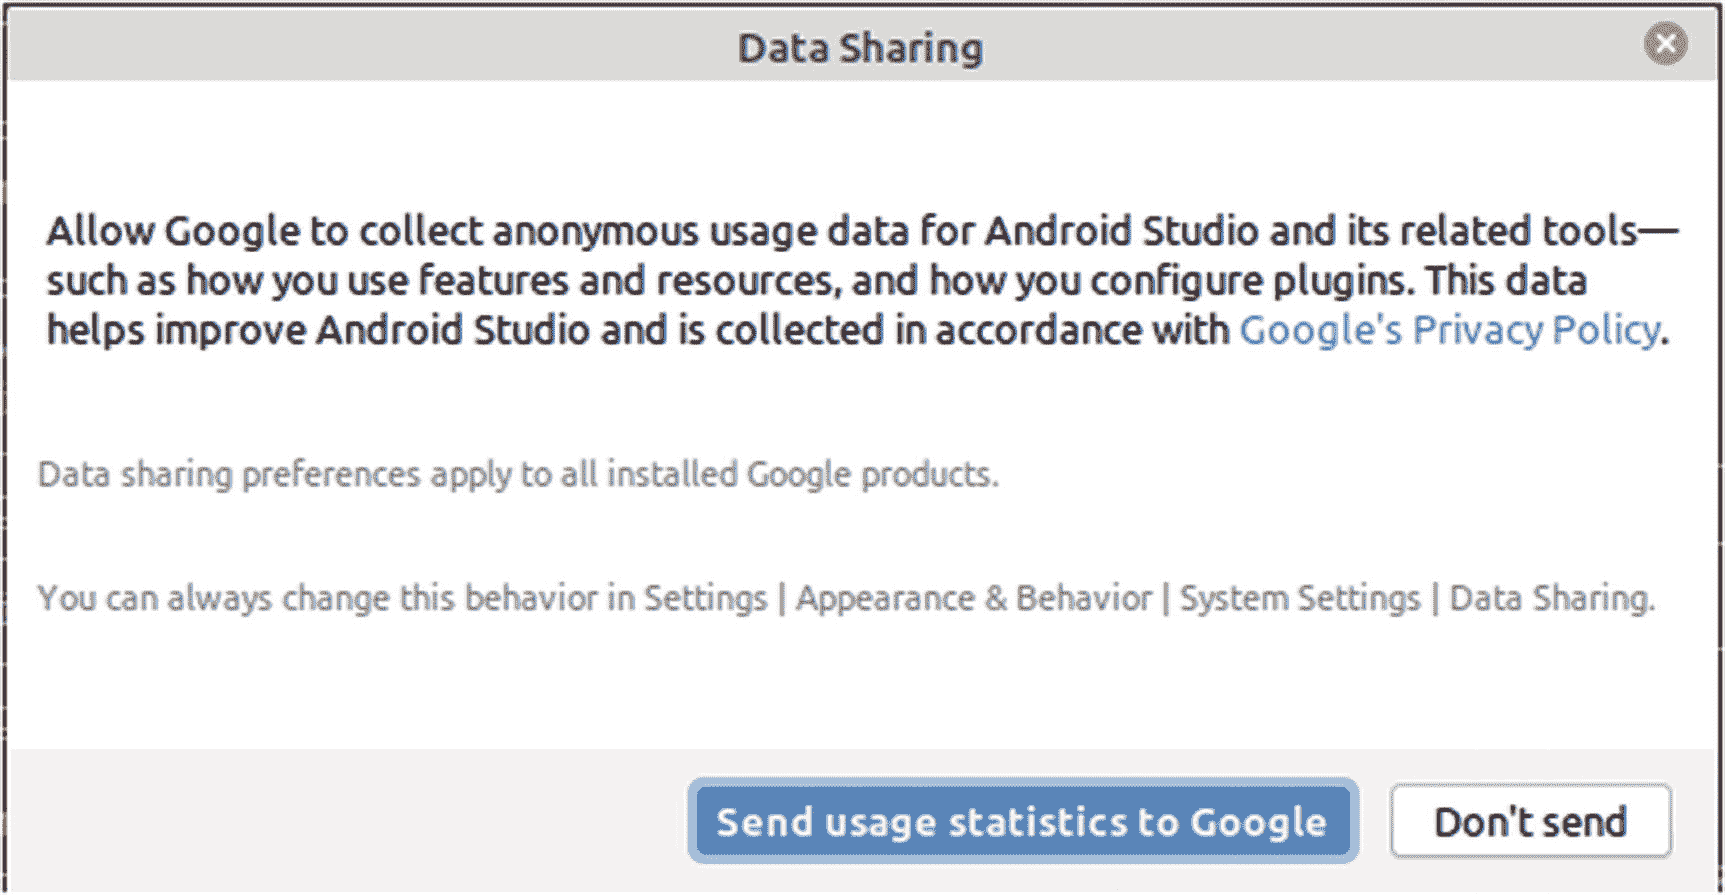 Data Sharing
Allow Google to collect anonymous usage data for Android Studio and its related tools—
such as how you use features and resources, and how you configure plugins. This data
helps improve Android Studio and is collected in accordance with Google's Privacy Policy.
Data sharing preferences apply to all installed Google products.
You can always change this behavior in Settings | Appearance & Behavior | System Settings | Data Sharing.
Send usage statistics to Google
Don't send